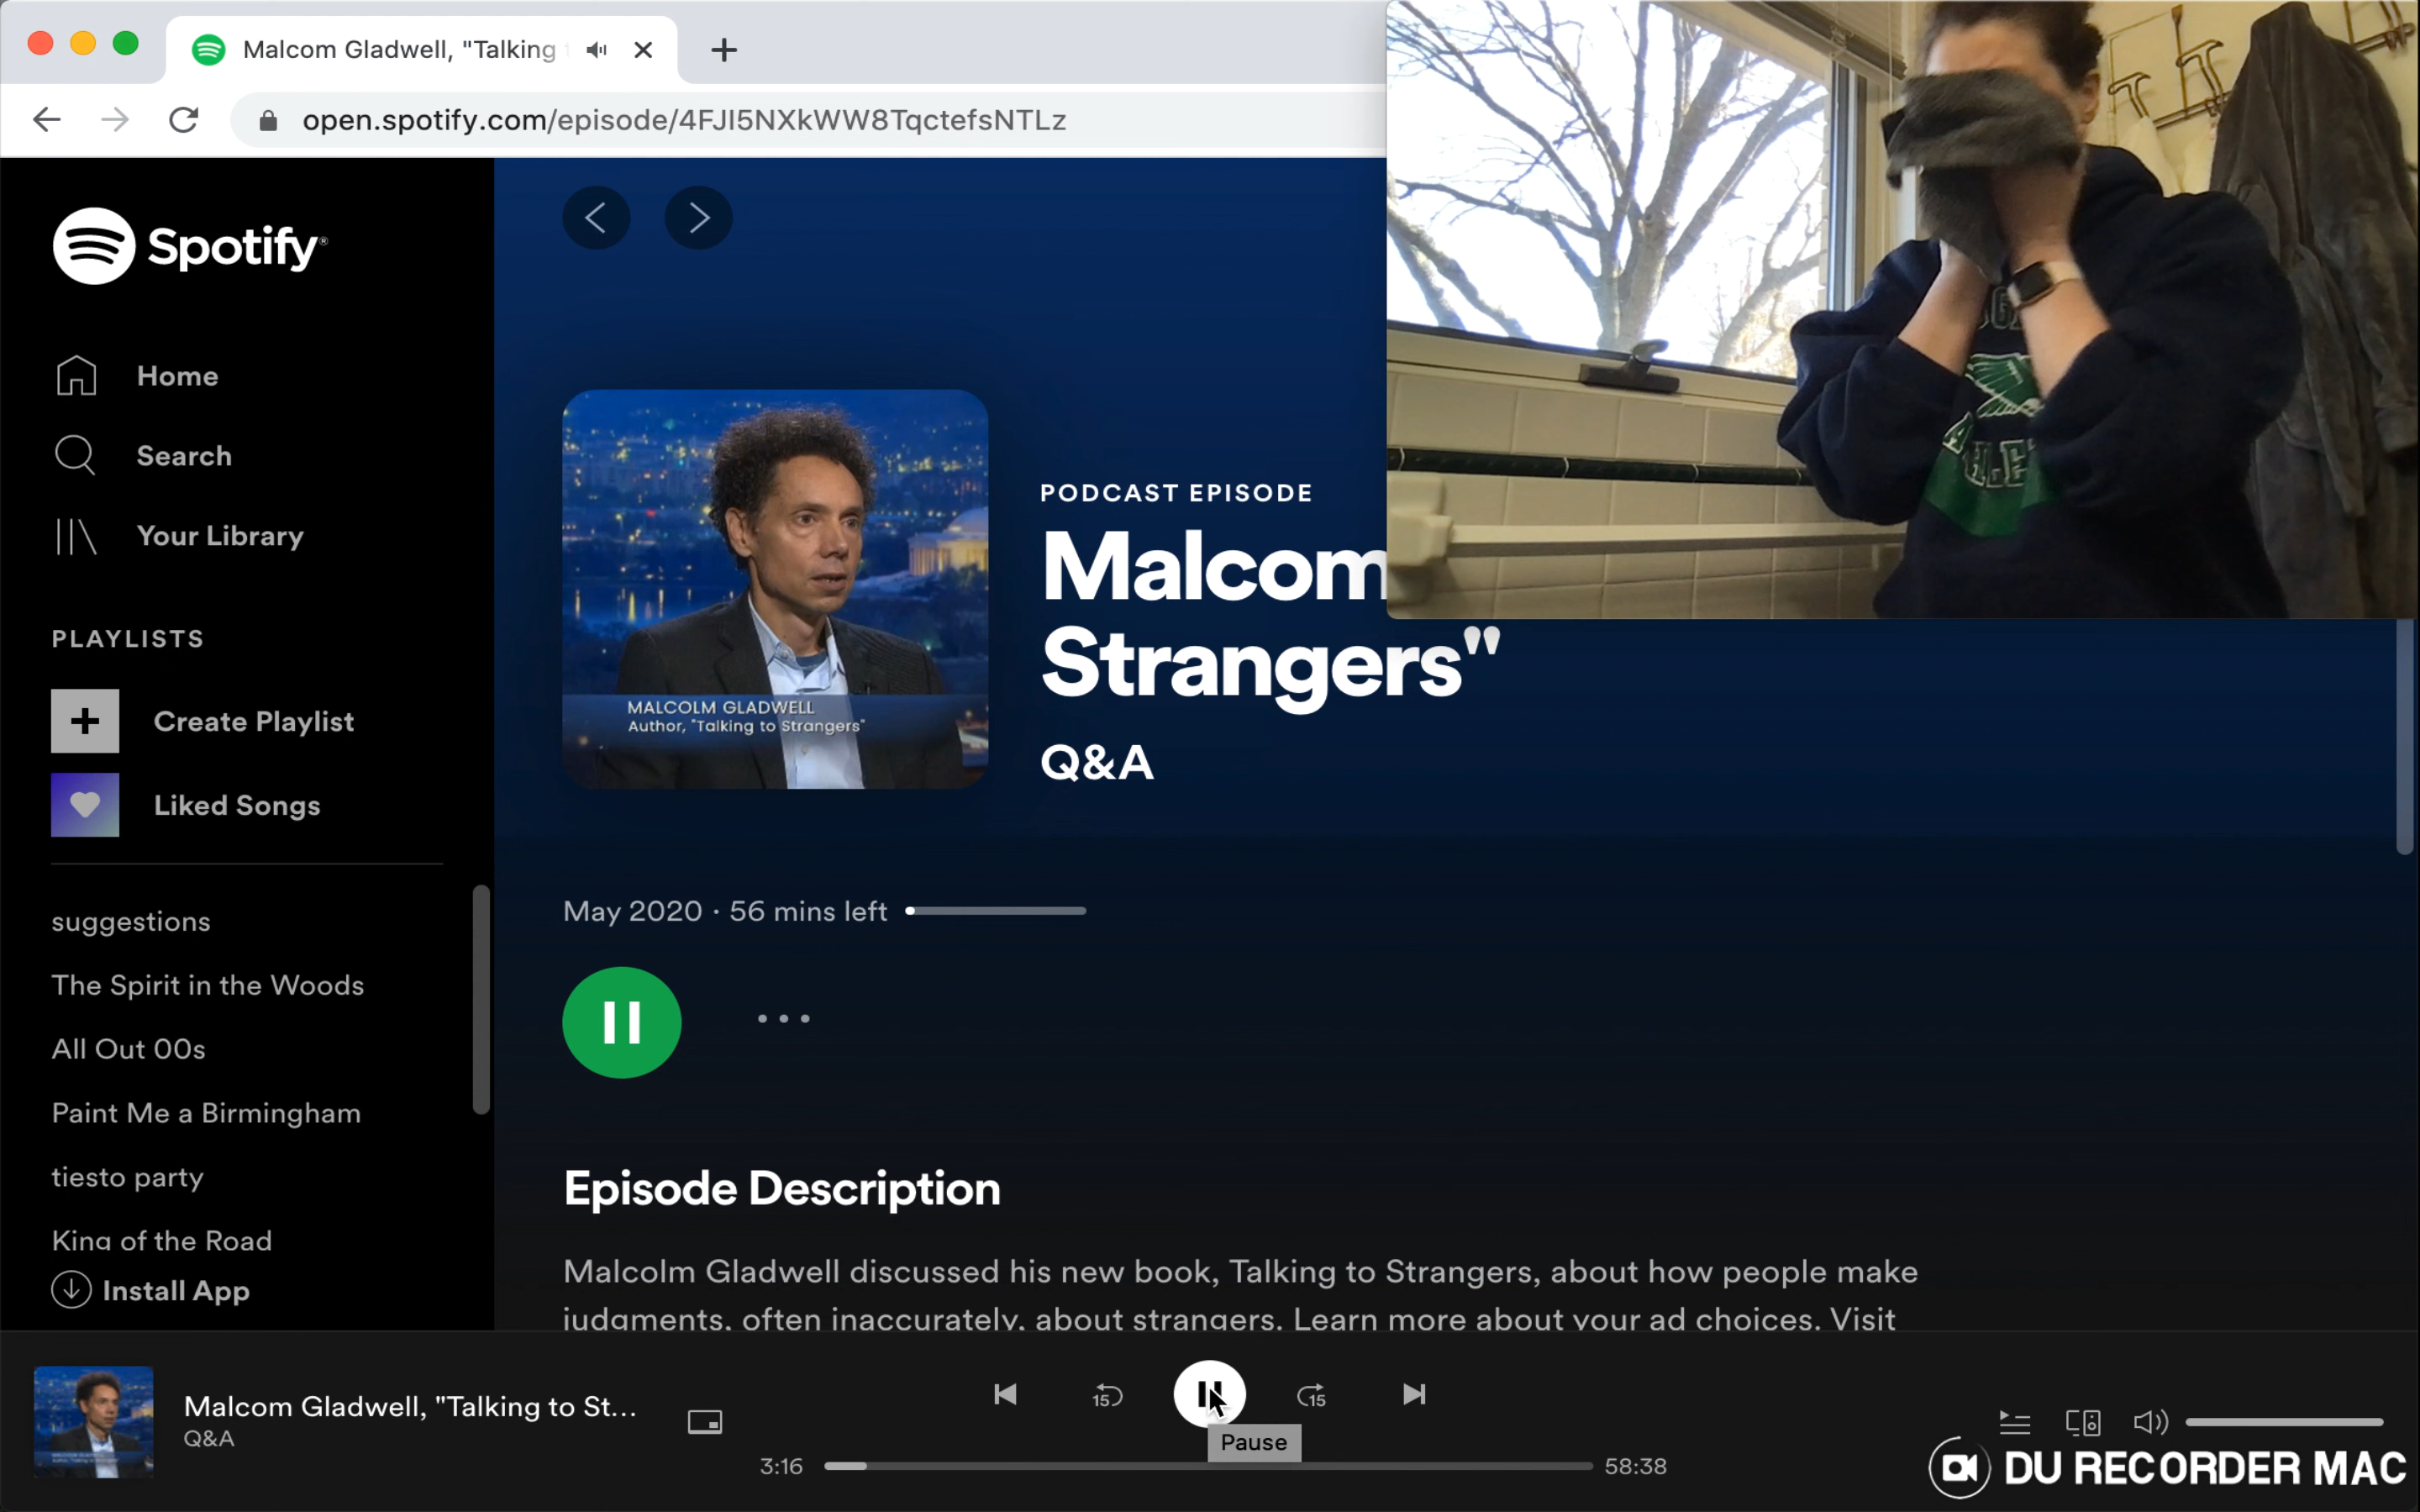 Malcom Gladwell, "Talking
open.spotify.com/episode/4FJI5NXkWW8TqctefsNTLz
Spotify®
Home
Search
Your Library
PLAYLISTS
Create Playlist
Liked Songs
suggestions
The Spirit in the Woods
All Out 00s
Paint Me a Birmingham
tiesto party
King of the Road
Install App
MALCOLM GLADWELL
Author, "Talking to Strangers"
PODCAST EPISODE
Malcom
Strangers"
Q&A
May 2020 · 56 mins left
Episode Description
Malcolm Gladwell discussed his new book, Talking to Strangers, about how people make
judgments, often inaccurately, about strangers. Learn more about your ad choices. Visit
Malcom Gladwell, "Talking to St...
Q&A
15
15
Pause
3:16
58:38
DU RECORDER MAC